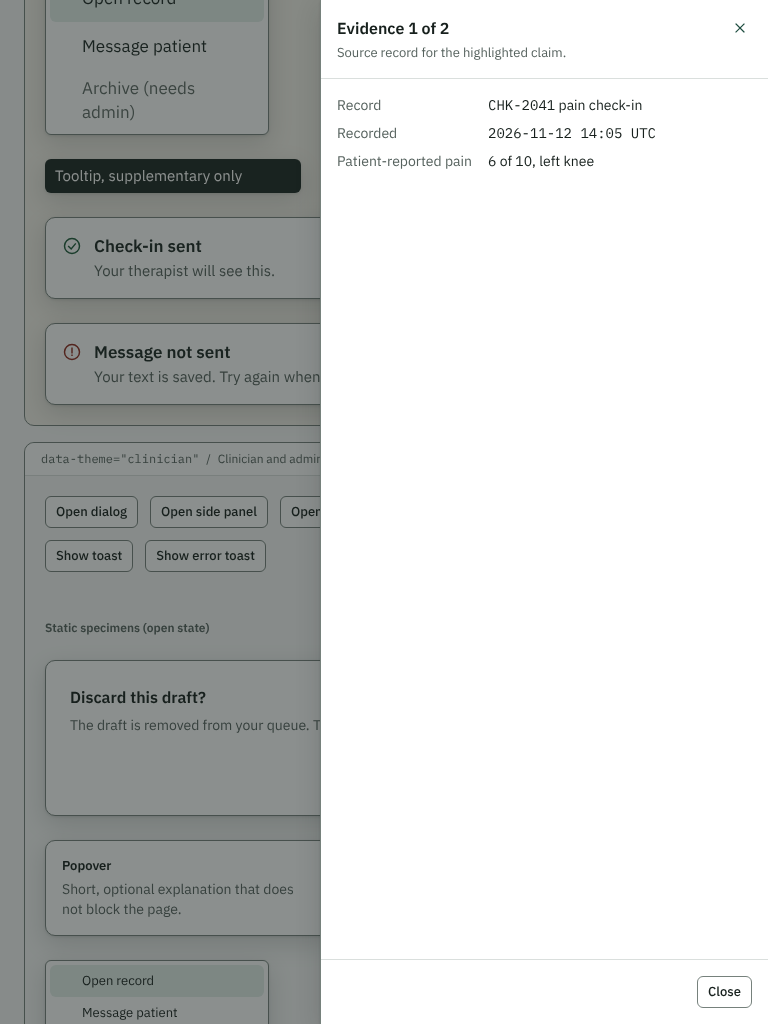 Open record
Message patient
Archive (needs
admin)
Tooltip, supplementary only
Check-in sent
Your therapist will see this.
Message not sent
Your text is saved. Try again when
data-theme="clinician" / Clinician and admin
Open dialog
Open side panel
Open
Show toast
Show error toast
Static specimens (open state)
Discard this draft?
The draft is removed from your queue. T
Popover
Short, optional explanation that does
not block the page.
Open record
Message patient
Evidence 1 of 2
Source record for the highlighted claim.
Record CHK-2041 pain check-in
Recorded 2026-11-12 14:05 UTC
Patient-reported pain 6 of 10, left knee
Close